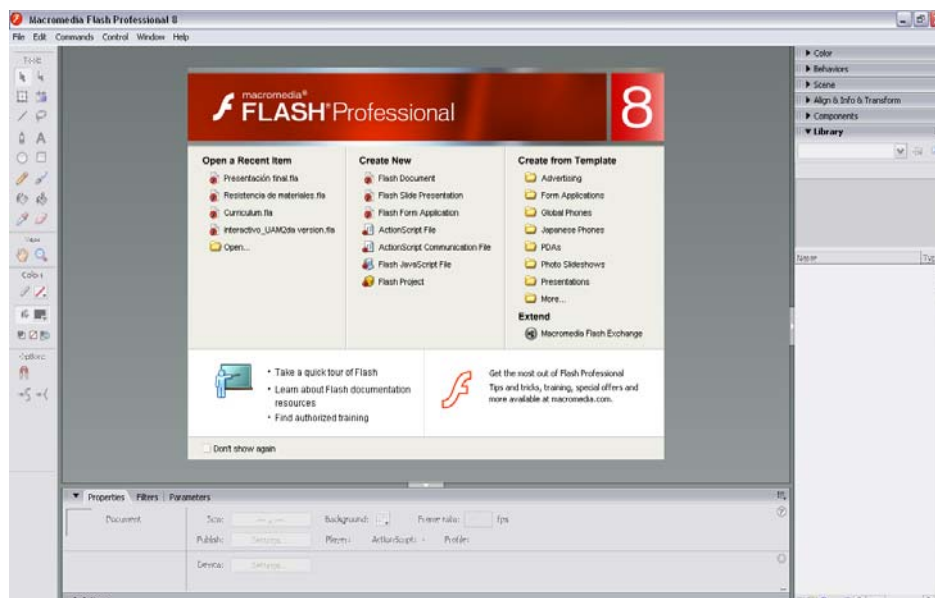 Macromedia Flash Professional 8
File Edit Commands Control Window Help
Tools
View
Colors
Options
macromedia®
FLASH® Professional
8
Open a Recent Item
Presentación final.fla
Resistencia de materiales.fla
Curriculum.fla
interactivo_UAM2da version.fla
Open...
Create New
Flash Document
Flash Slide Presentation
Flash Form Application
ActionScript File
ActionScript Communication File
Flash JavaScript File
Flash Project
Create from Template
Advertising
Form Applications
Global Phones
Japanese Phones
PDAs
Photo Slideshows
Presentations
More...
Extend
Macromedia Flash Exchange
• Take a quick tour of Flash
• Learn about Flash documentation
resources
• Find authorized training
Get the most out of Flash Professional
Tips and tricks, training, special offers and
more available at macromedia.com.
Don't show again
Color
Behaviors
Scene
Align & Info & Transform
Components
Library
Name
Properties Filters Parameters
Document
Size:
Background:
Frame rate:
fps
Publish:
Settings...
Player:
ActionScript:
Profile:
Device:
Settings...